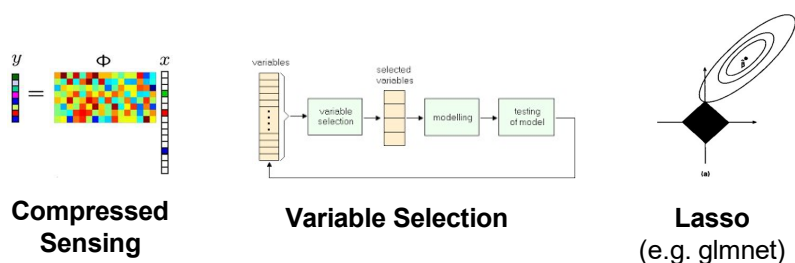 y
=
Φ
x
variables
variable
selection
selected
variables
modelling
testing
of model
(a)
Compressed
Sensing
Variable Selection
Lasso
(e.g. glmnet)